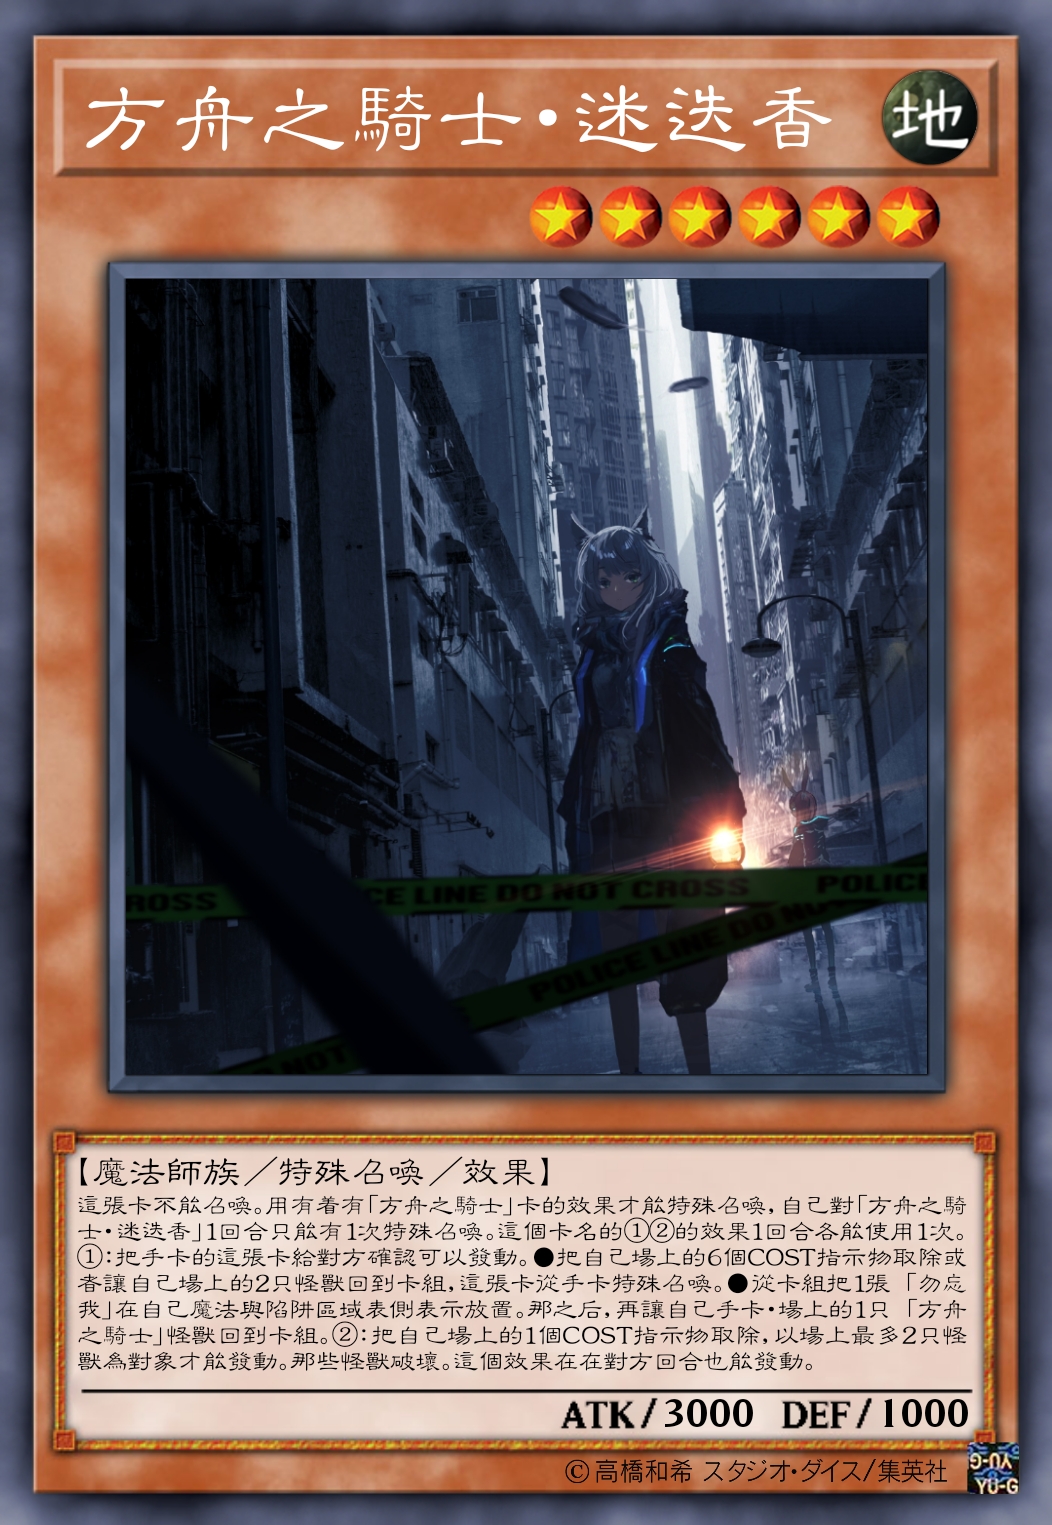 方舟之騎士·迷迭香
地
ROSS
CE LINE DO NOT CROSS
POLICE
POLICE LINE DO NO
NOT
【魔法師族／特殊召喚／效果】
這張卡不能召喚。用有着有「方舟之騎士」卡的效果才能特殊召喚，自己對「方舟之騎
士·迷迭香」1回合只能有1次特殊召喚。這個卡名的①②的效果1回合各能使用1次。
①：把手卡的這張卡給對方確認可以發動。●把自己場上的6個COST指示物取除或
者讓自己場上的2只怪獸回到卡組，這張卡從手卡特殊召喚。●從卡組把1張「勿忘
我」在自己魔法與陷阱區域表側表示放置。那之后，再讓自己手卡·場上的1只「方舟
之騎士」怪獸回到卡組。②：把自己場上的1個COST指示物取除，以場上最多2只怪
獸為對象才能發動。那些怪獸破壞。這個效果在在對方回合也能發動。
ATK/3000 DEF/1000
©高橋和希 スタジオ·ダイス/集英社